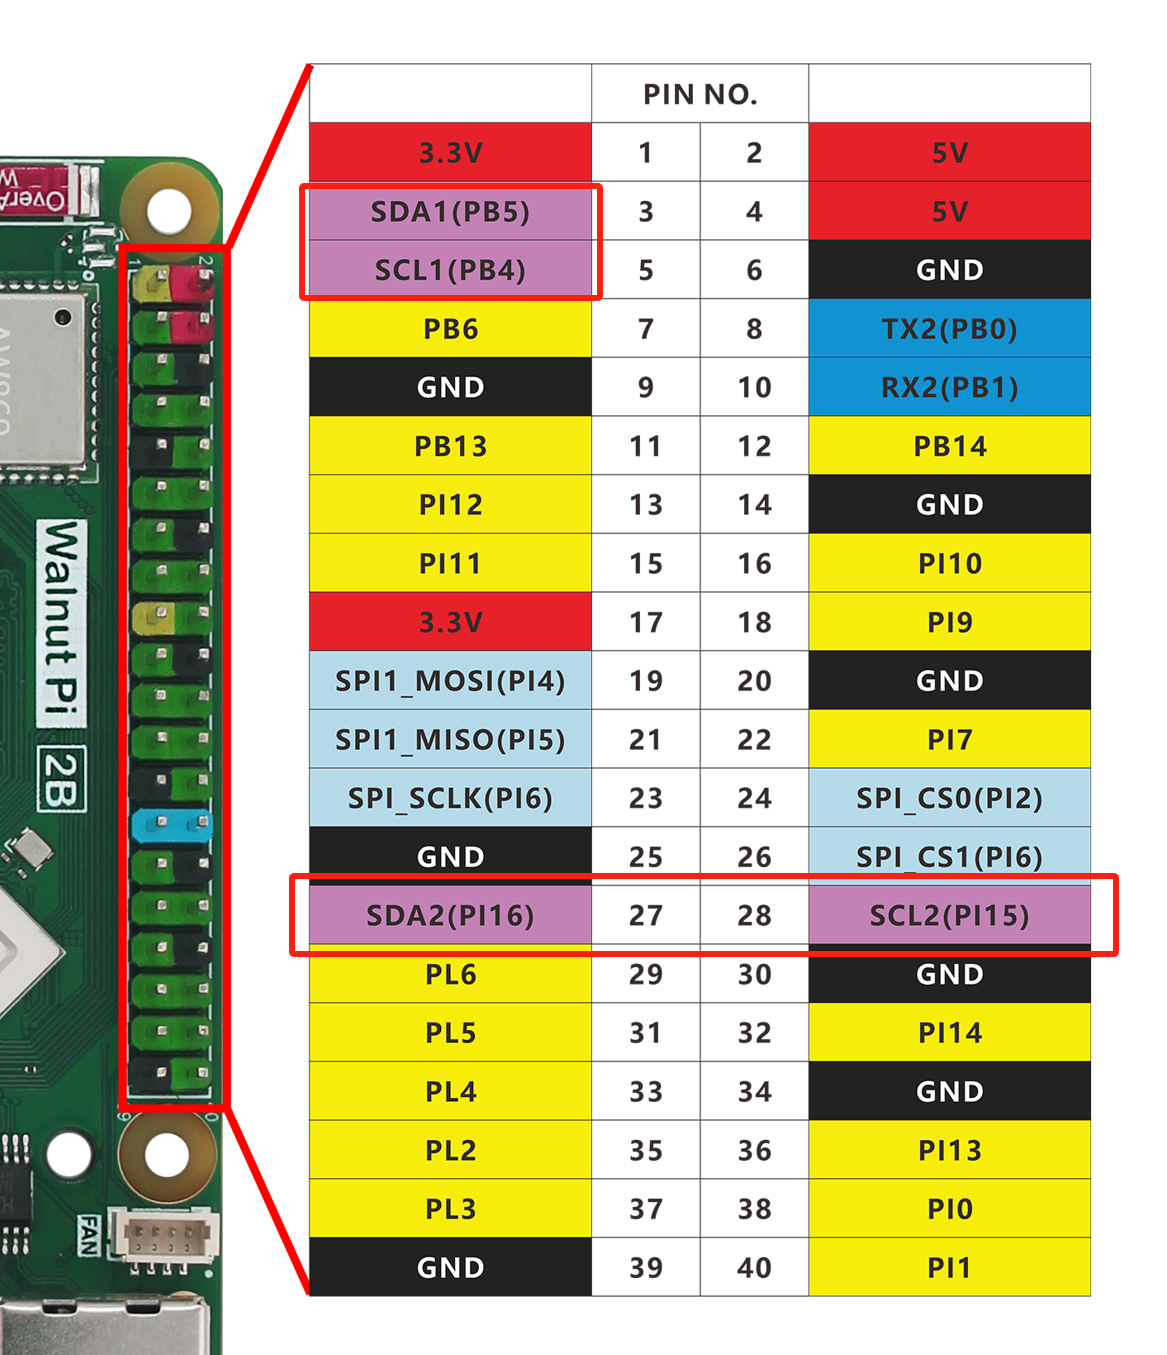 PIN NO.
3.3V 1 2 5V
SDA1(PB5) 3 4 5V
SCL1(PB4) 5 6 GND
PB6 7 8 TX2(PB0)
GND 9 10 RX2(PB1)
PB13 11 12 PB14
PI12 13 14 GND
PI11 15 16 PI10
3.3V 17 18 PI9
SPI1_MOSI(PI4) 19 20 GND
SPI1_MISO(PI5) 21 22 PI7
SPI_SCLK(PI6) 23 24 SPI_CS0(PI2)
GND 25 26 SPI_CS1(PI6)
SDA2(PI16) 27 28 SCL2(PI15)
PL6 29 30 GND
PL5 31 32 PI14
PL4 33 34 GND
PL2 35 36 PI13
PL3 37 38 PI0
GND 39 40 PI1
1 2
Walnut Pi
2B
FAN